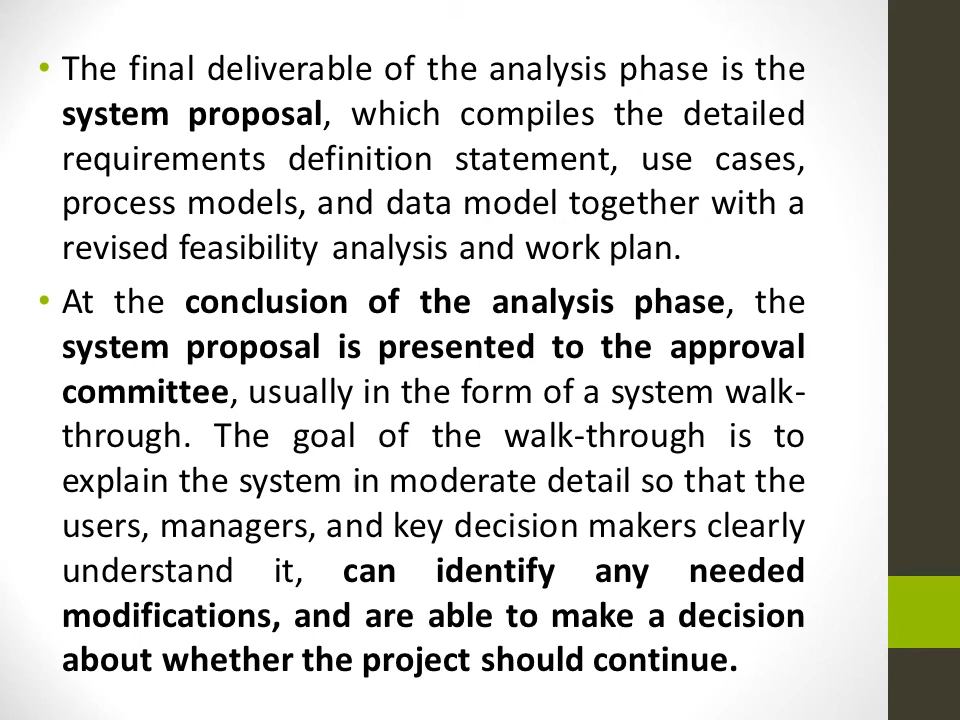 • The final deliverable of the analysis phase is the
system proposal, which compiles the detailed
requirements definition statement, use cases,
process models, and data model together with a
revised feasibility analysis and work plan.
• At the conclusion of the analysis phase, the
system proposal is presented to the approval
committee, usually in the form of a system walk-
through. The goal of the walk-through is to
explain the system in moderate detail so that the
users, managers, and key decision makers clearly
understand it, can identify any needed
modifications, and are able to make a decision
about whether the project should continue.